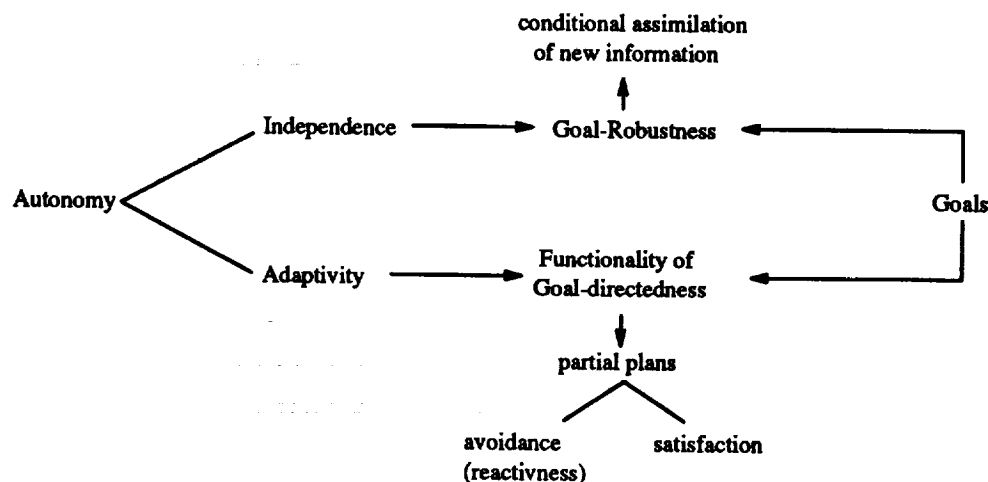 conditional assimilation
of new information
Independence
Goal-Robustness
Autonomy
Goals
Adaptivity
Functionality of
Goal-directedness
partial plans
avoidance
(reactivness)
satisfaction